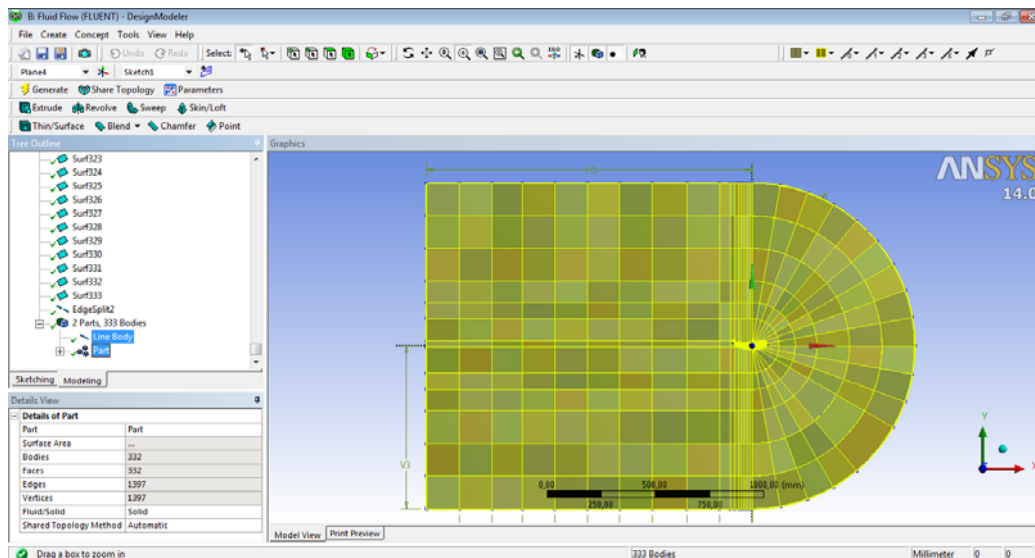 B: Fluid Flow (FLUENT) - DesignModeler
File Create Concept Tools View Help
Undo Redo Select:
Plane4 Sketch1
Generate Share Topology Parameters
Extrude Revolve Sweep Skin/Loft
Thin/Surface Blend Chamfer Point
Tree Outline
Surf323
Surf324
Surf325
Surf326
Surf327
Surf328
Surf329
Surf330
Surf331
Surf332
Surf333
EdgeSplit2
2 Parts, 333 Bodies
Line Body
Part
Sketching Modeling
Details View
Details of Part
Part Part
Surface Area ...
Bodies 332
Faces 332
Edges 1397
Vertices 1397
Fluid/Solid Solid
Shared Topology Method Automatic
Graphics
ANSYS
14.0
V3
0,00 500,00 1000,00 (mm)
250,00 750,00
Y
X
Model View Print Preview
Drag a box to zoom in 333 Bodies Millimeter 0 0